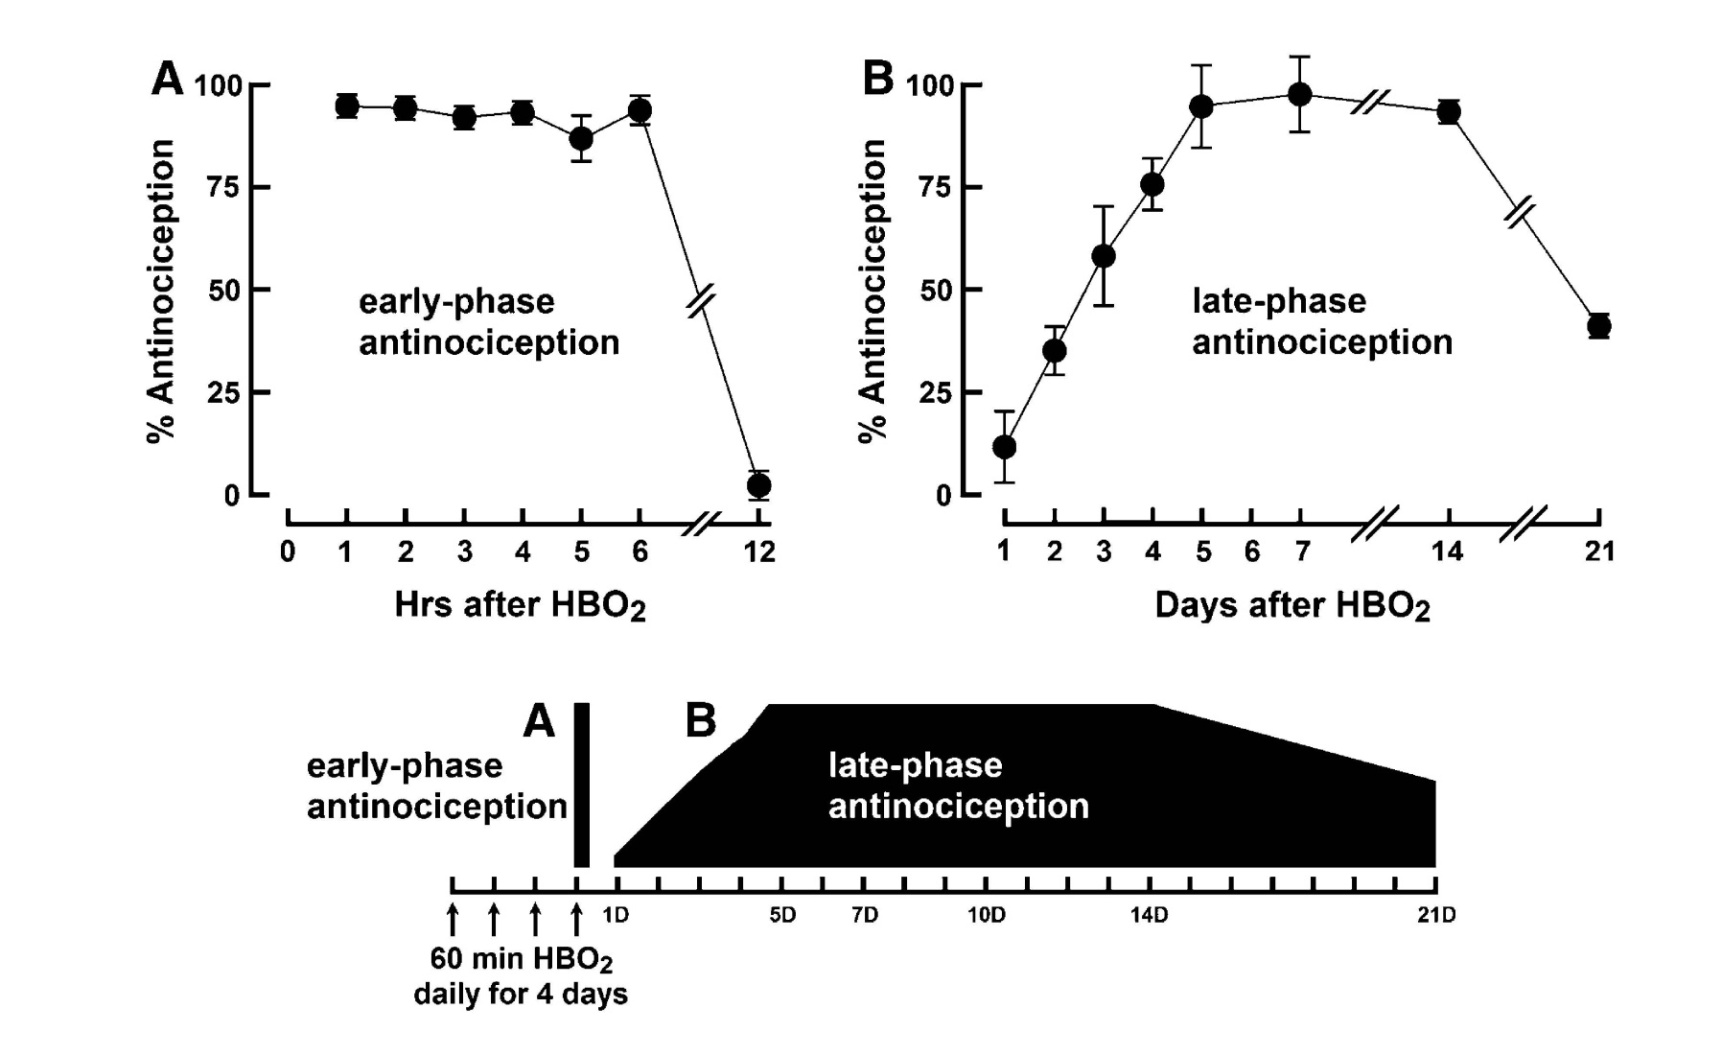 A
100
75
50
25
0
% Antinociception
early-phase
antinociception
0 1 2 3 4 5 6 12
Hrs after HBO2
B
100
75
50
25
0
% Antinociception
late-phase
antinociception
1 2 3 4 5 6 7 14 21
Days after HBO2
A
early-phase
antinociception
B
late-phase
antinociception
1D 5D 7D 10D 14D 21D
60 min HBO2
daily for 4 days